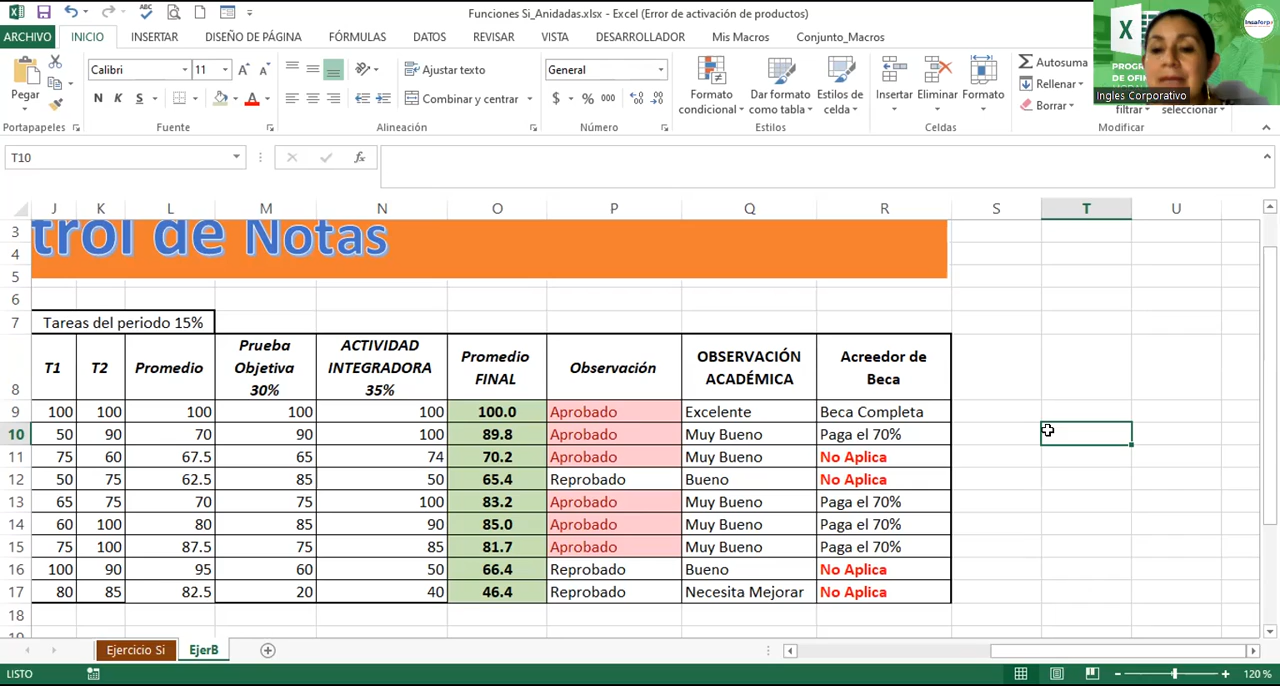 Funciones Si_Anidadas.xlsx - Excel (Error de activación de productos)
ARCHIVO INICIO INSERTAR DISEÑO DE PÁGINA FÓRMULAS DATOS REVISAR VISTA DESARROLLADOR Mis Macros Conjunto_Macros
Insaforp
Ingles Corporativo
Pegar
Calibri 11
N K S
Ajustar texto
Combinar y centrar
General
$ % 000
Formato condicional
Dar formato como tabla
Estilos de celda
Insertar Eliminar Formato
Autosuma
Rellenar
Borrar
filtrar seleccionar
Portapapeles Fuente Alineación Número Estilos Celdas Modificar
T10 fx
J K L M N O P Q R S T U
3
4
5
6
trol de Notas
7 Tareas del periodo 15%
8 T1 T2 Promedio Prueba Objetiva 30% ACTIVIDAD INTEGRADORA 35% Promedio FINAL Observación OBSERVACIÓN ACADÉMICA Acreedor de Beca
9 100 100 100 100 100 100.0 Aprobado Excelente Beca Completa
10 50 90 70 90 100 89.8 Aprobado Muy Bueno Paga el 70%
11 75 60 67.5 65 74 70.2 Aprobado Muy Bueno No Aplica
12 50 75 62.5 85 50 65.4 Reprobado Bueno No Aplica
13 65 75 70 75 100 83.2 Aprobado Muy Bueno Paga el 70%
14 60 100 80 85 90 85.0 Aprobado Muy Bueno Paga el 70%
15 75 100 87.5 75 85 81.7 Aprobado Muy Bueno Paga el 70%
16 100 90 95 60 50 66.4 Reprobado Bueno No Aplica
17 80 85 82.5 20 40 46.4 Reprobado Necesita Mejorar No Aplica
18
Ejercicio Si EjerB
LISTO 120 %